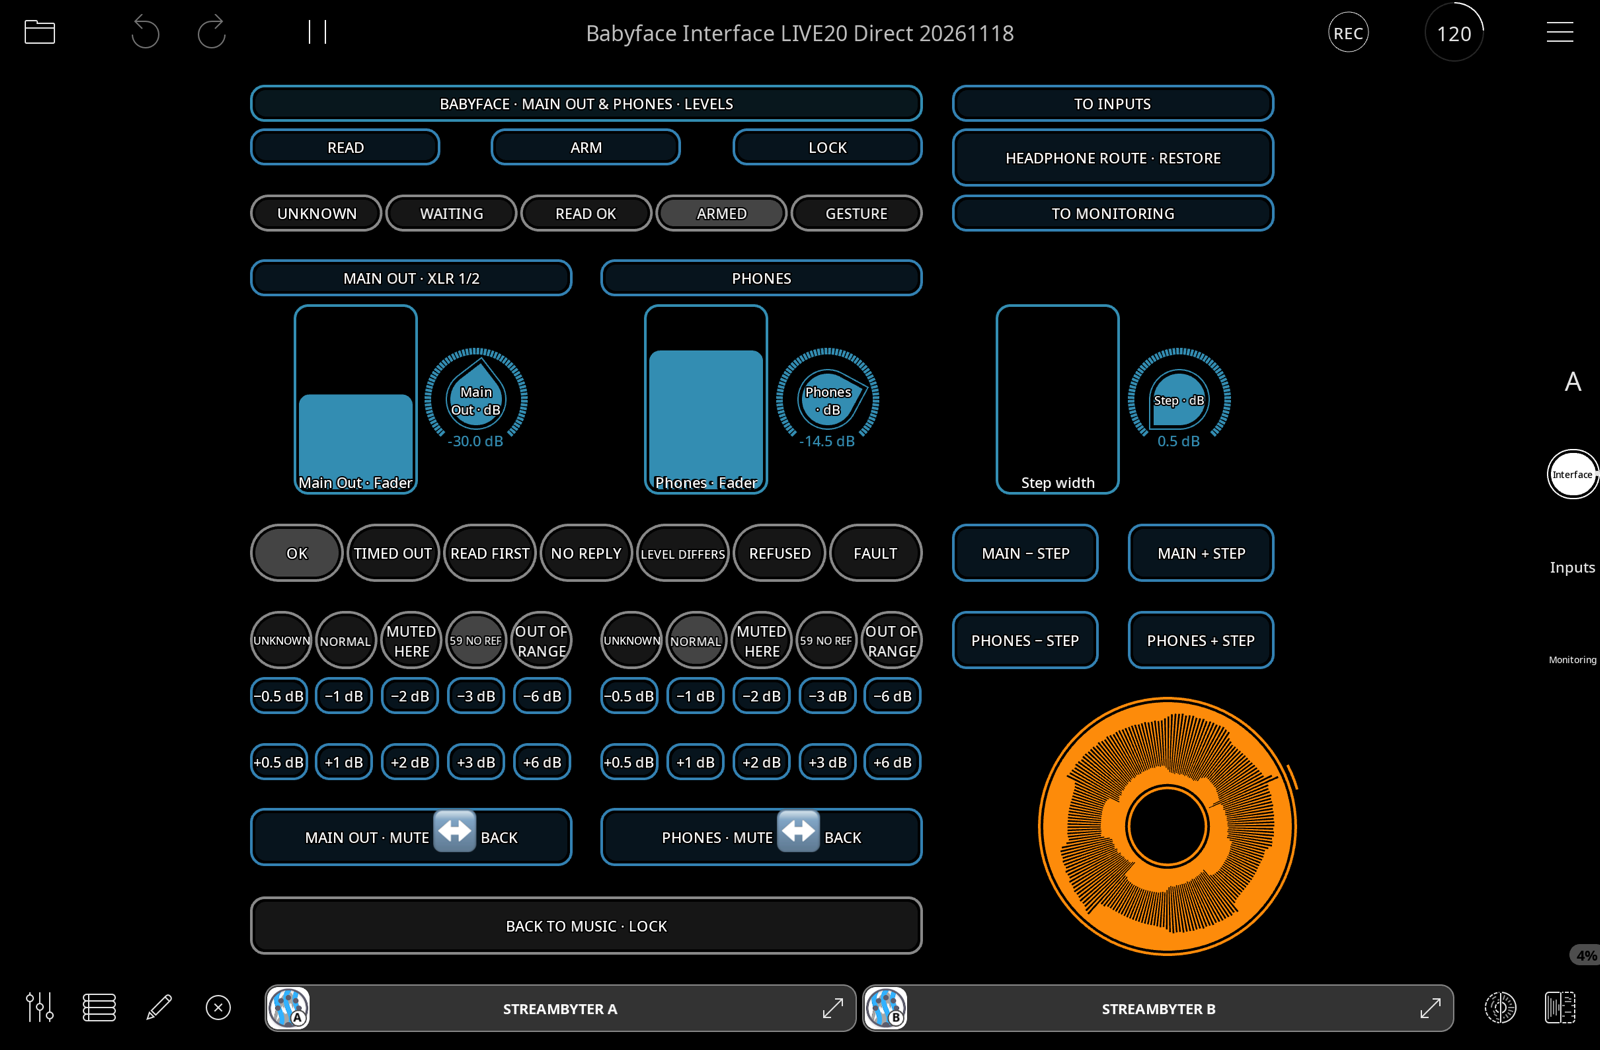 Babyface Interface LIVE20 Direct 20261118
REC
120
BABYFACE · MAIN OUT & PHONES · LEVELS
TO INPUTS
READ
ARM
LOCK
HEADPHONE ROUTE · RESTORE
UNKNOWN
WAITING
READ OK
ARMED
GESTURE
TO MONITORING
MAIN OUT · XLR 1/2
PHONES
Main
Out · dB
-30.0 dB
Main Out · Fader
Phones
· dB
-14.5 dB
Phones · Fader
Step · dB
0.5 dB
Step width
A
Interface
Inputs
Monitoring
OK
TIMED OUT
READ FIRST
NO REPLY
LEVEL DIFFERS
REFUSED
FAULT
MAIN − STEP
MAIN + STEP
UNKNOWN
NORMAL
MUTED
HERE
59 NO REF
OUT OF
RANGE
UNKNOWN
NORMAL
MUTED
HERE
59 NO REF
OUT OF
RANGE
PHONES − STEP
PHONES + STEP
−0.5 dB
−1 dB
−2 dB
−3 dB
−6 dB
−0.5 dB
−1 dB
−2 dB
−3 dB
−6 dB
+0.5 dB
+1 dB
+2 dB
+3 dB
+6 dB
+0.5 dB
+1 dB
+2 dB
+3 dB
+6 dB
MAIN OUT · MUTE ↔️ BACK
PHONES · MUTE ↔️ BACK
BACK TO MUSIC · LOCK
4%
A
STREAMBYTER A
B
STREAMBYTER B